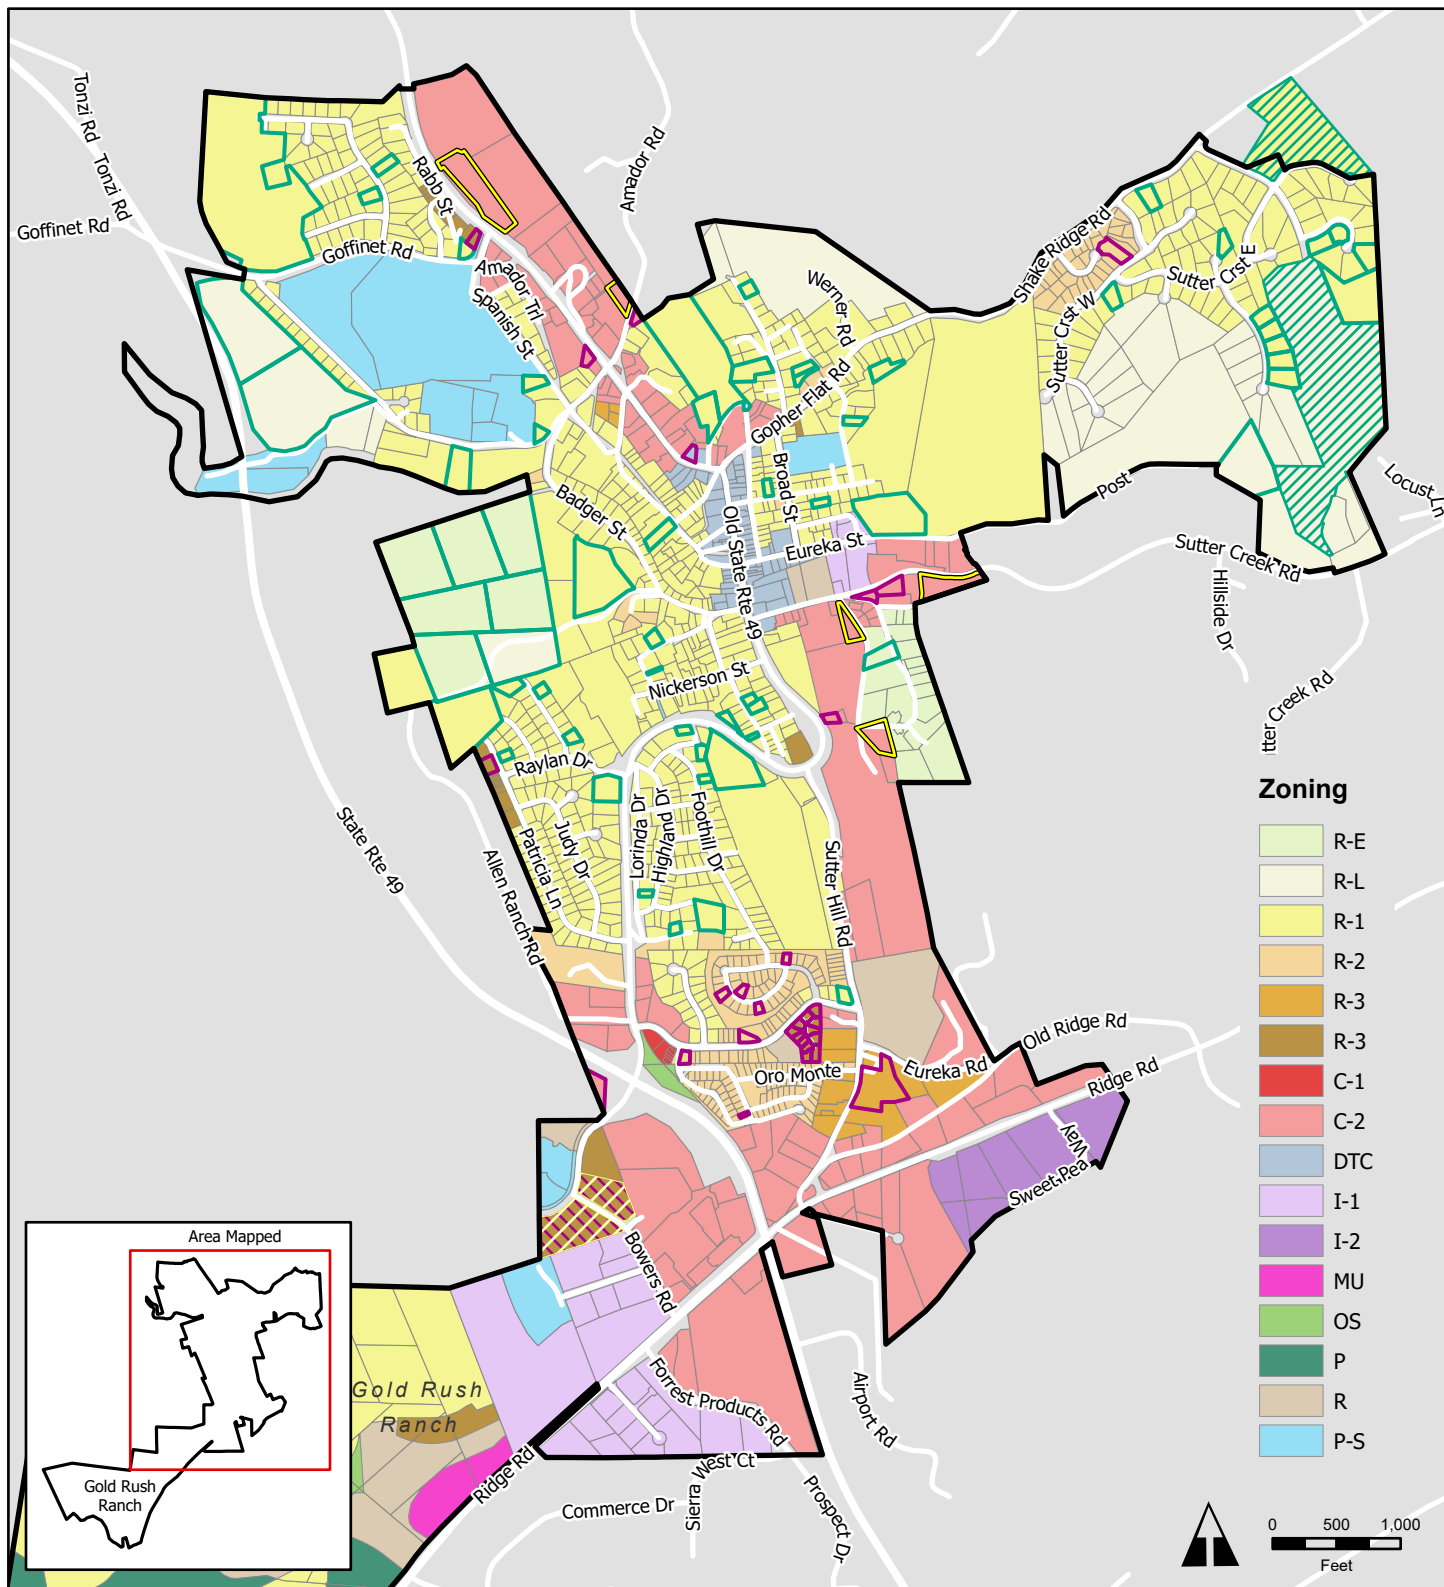 Tonzi Rd
Tonzi Rd
Goffinet Rd
Rabb St
Goffinet Rd
Amador Rd
Amador Trl
Spanish St
Werner Rd
Shake Ridge Rd
Sutter Crst E
Sutter Crst W
Gopher Flat Rd
Broad St
Badger St
Old State Rte 49
Eureka St
Post
Locust Ln
Sutter Creek Rd
Hillside Dr
tter Creek Rd
Nickerson St
Raylan Dr
Judy Dr
Patricia Ln
Lorinda Dr
Highland Dr
Foothill Dr
State Rte 49
Allen Ranch Rd
Sutter Hill Rd
Oro Monte
Eureka Rd
Old Ridge Rd
Ridge Rd
Sweet Pea
Way
Bowers Rd
Forrest Products Rd
Airport Rd
Gold Rush
Ranch
Ridge Rd
Sierra West Ct
Commerce Dr
Prospect Dr
Zoning
R-E
R-L
R-1
R-2
R-3
R-3
C-1
C-2
DTC
I-1
I-2
MU
OS
P
R
P-S
Area Mapped
Gold Rush
Ranch
0 500 1,000
Feet